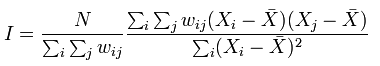 I = \frac{N}{\sum_i \sum_j w_{ij}} \frac{\sum_i \sum_j w_{ij}(X_i - \bar{X})(X_j - \bar{X})}{\sum_i (X_i - \bar{X})^2}